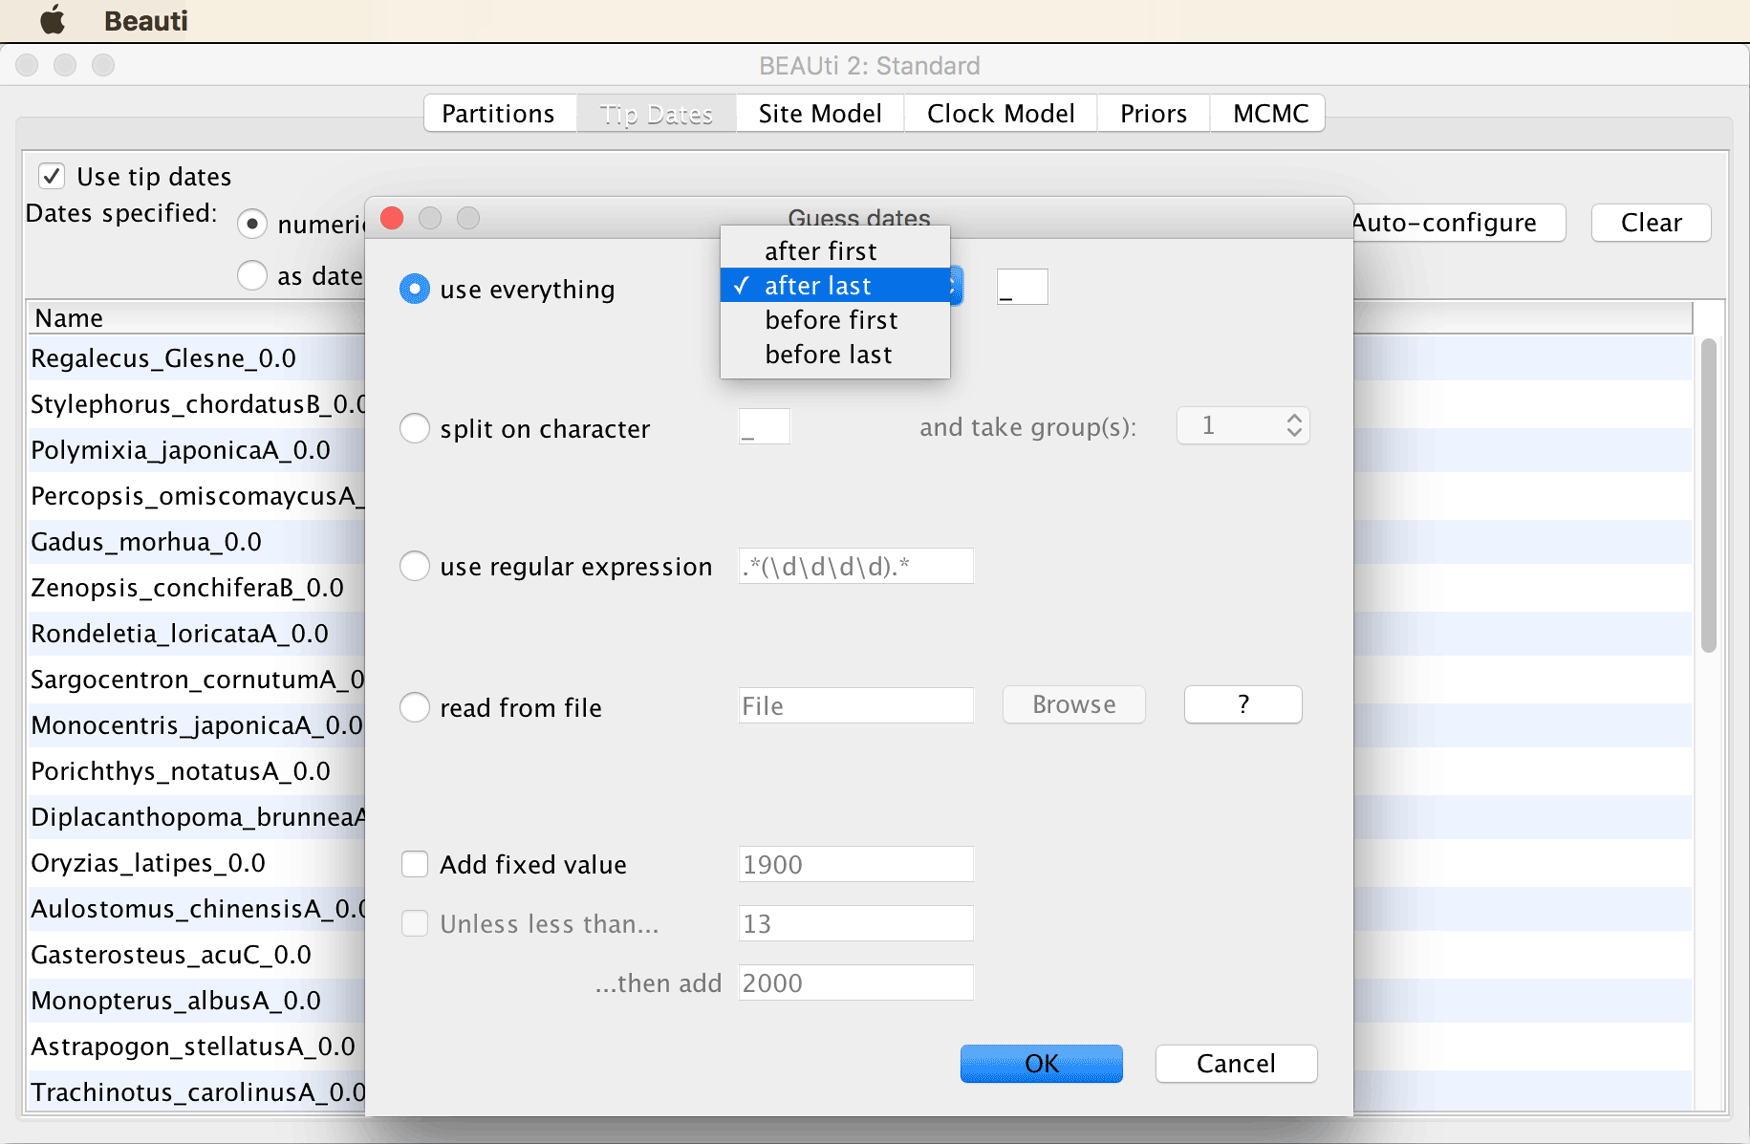 Beauti
BEAUti 2: Standard
Partitions Tip Dates Site Model Clock Model Priors MCMC
Use tip dates
Dates specified:
numeric
as date
Auto-configure Clear
Name
Regalecus_Glesne_0.0
Stylephorus_chordatusB_0.0
Polymixia_japonicaA_0.0
Percopsis_omiscomaycusA_
Gadus_morhua_0.0
Zenopsis_conchiferaB_0.0
Rondeletia_loricataA_0.0
Sargocentron_cornutumA_0
Monocentris_japonicaA_0.0
Porichthys_notatusA_0.0
Diplacanthopoma_brunneaA
Oryzias_latipes_0.0
Aulostomus_chinensisA_0.0
Gasterosteus_acuC_0.0
Monopterus_albusA_0.0
Astrapogon_stellatusA_0.0
Trachinotus_carolinusA_0.0
Guess dates
use everything
after first
✓ after last
before first
before last
_
split on character _ and take group(s): 1
use regular expression .*(\d\d\d\d).*
read from file File Browse ?
Add fixed value 1900
Unless less than... 13
...then add 2000
OK Cancel